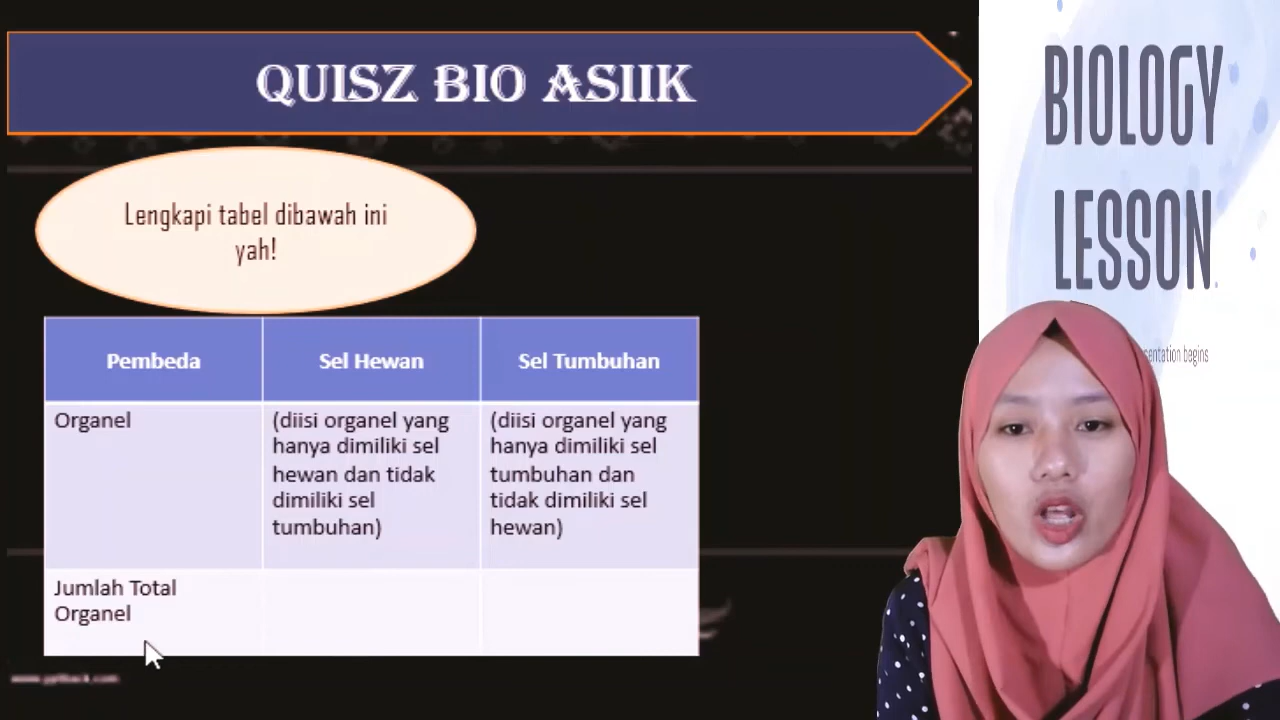 QUISZ BIO ASIIK
BIOLOGY
LESSON
entation begins
Lengkapi tabel dibawah ini
yah!
Pembeda
Sel Hewan
Sel Tumbuhan
Organel
(diisi organel yang
hanya dimiliki sel
hewan dan tidak
dimiliki sel
tumbuhan)
(diisi organel yang
hanya dimiliki sel
tumbuhan dan
tidak dimiliki sel
hewan)
Jumlah Total
Organel